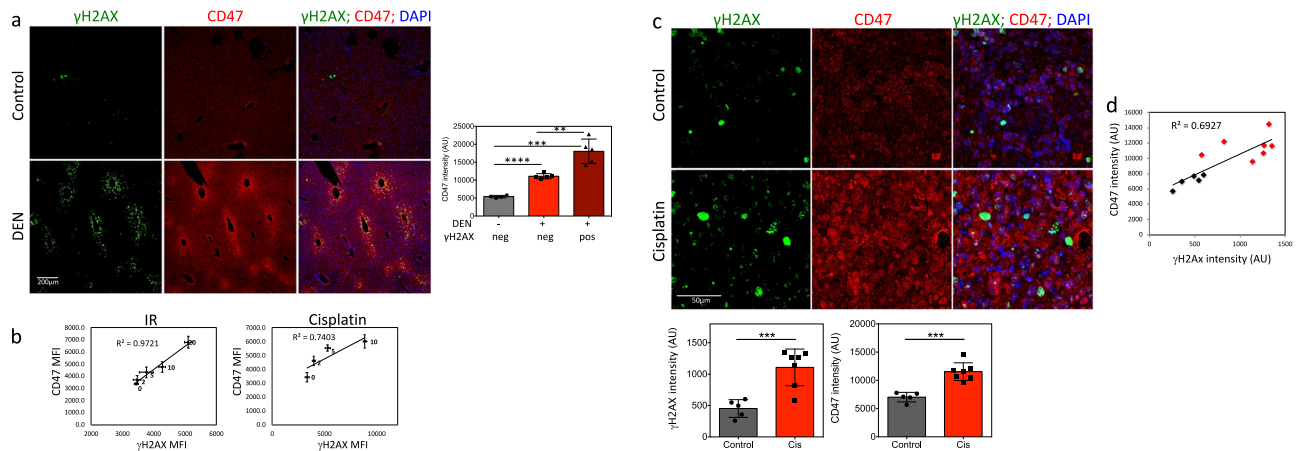 a
γH2AX
CD47
γH2AX; CD47; DAPI
Control
DEN
200µm
CD47 intensity (AU)
25000
20000
15000
10000
5000
0
****
***
**
DEN - + +
γH2AX neg neg pos
b
IR
CD47 MFI
8000.0
7000.0
6000.0
5000.0
4000.0
3000.0
2000.0
1000.0
0.0
R² = 0.9721
0
2
5
10
20
2000 3000 4000 5000 6000
γH2AX MFI
Cisplatin
CD47 MFI
7000.0
6000.0
5000.0
4000.0
3000.0
2000.0
1000.0
0.0
R² = 0.7403
0
2
5
10
0 5000 10000
γH2AX MFI
c
γH2AX
CD47
γH2AX; CD47; DAPI
Control
Cisplatin
50µm
γH2AX intensity (AU)
1500
1000
500
0
***
Control Cis
CD47 intensity (AU)
20000
15000
10000
5000
0
***
Control Cis
d
CD47 intensity (AU)
16000
14000
12000
10000
8000
6000
4000
2000
0
R² = 0.6927
0 500 1000 1500
γH2Ax intensity (AU)